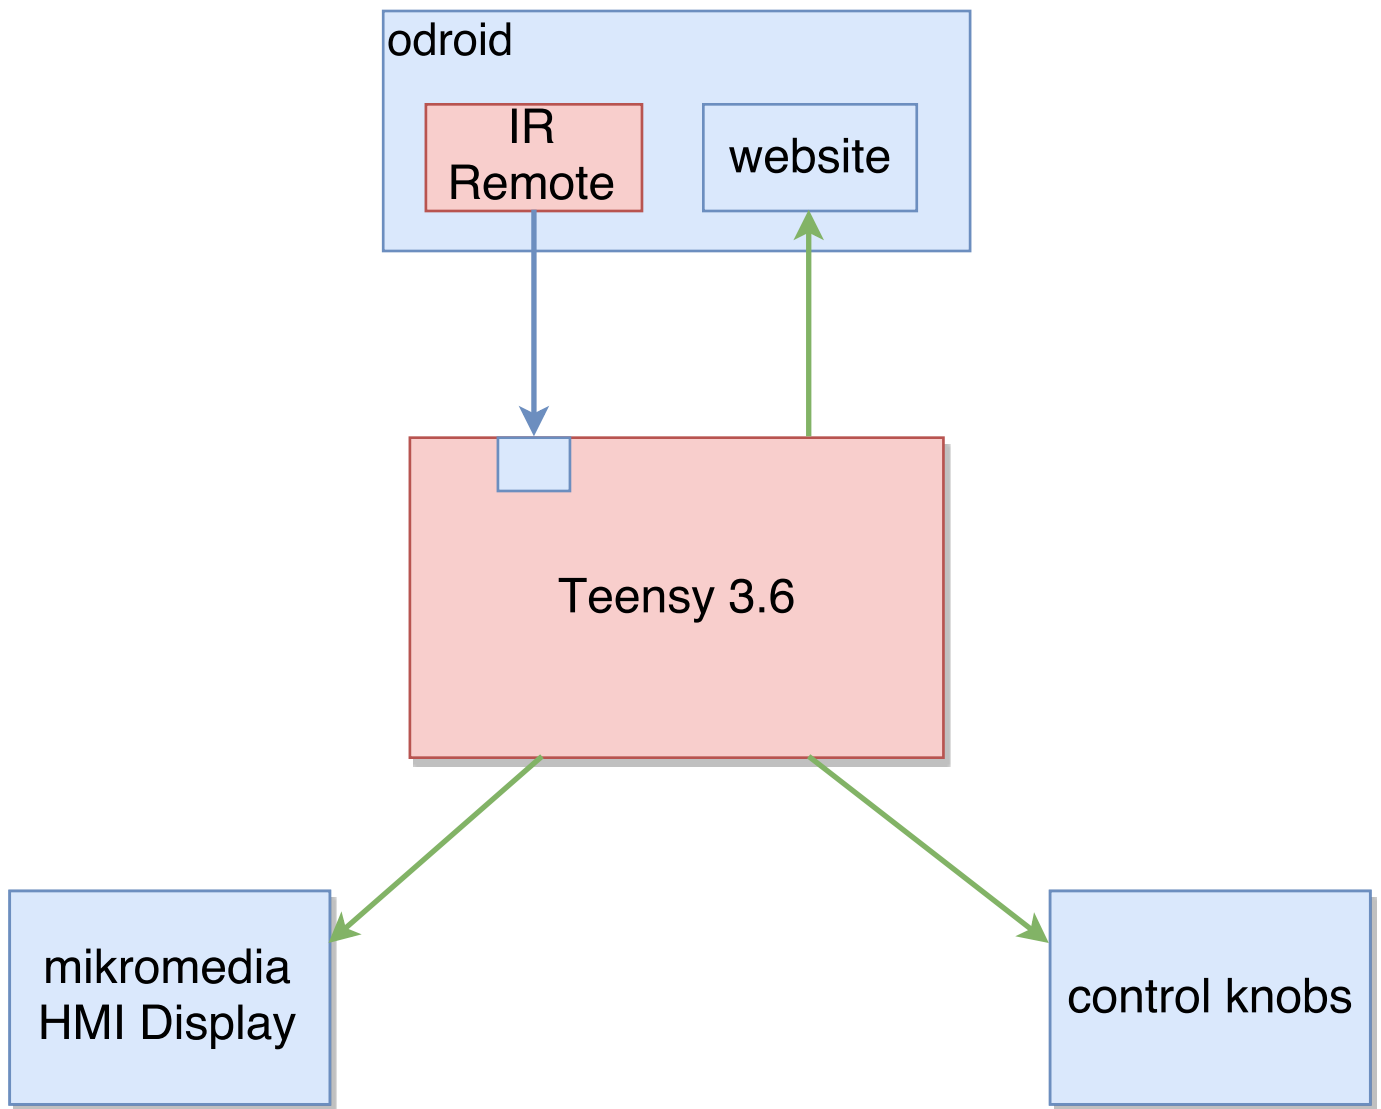 odroid
IR
Remote
website
Teensy 3.6
mikromedia
HMI Display
control knobs